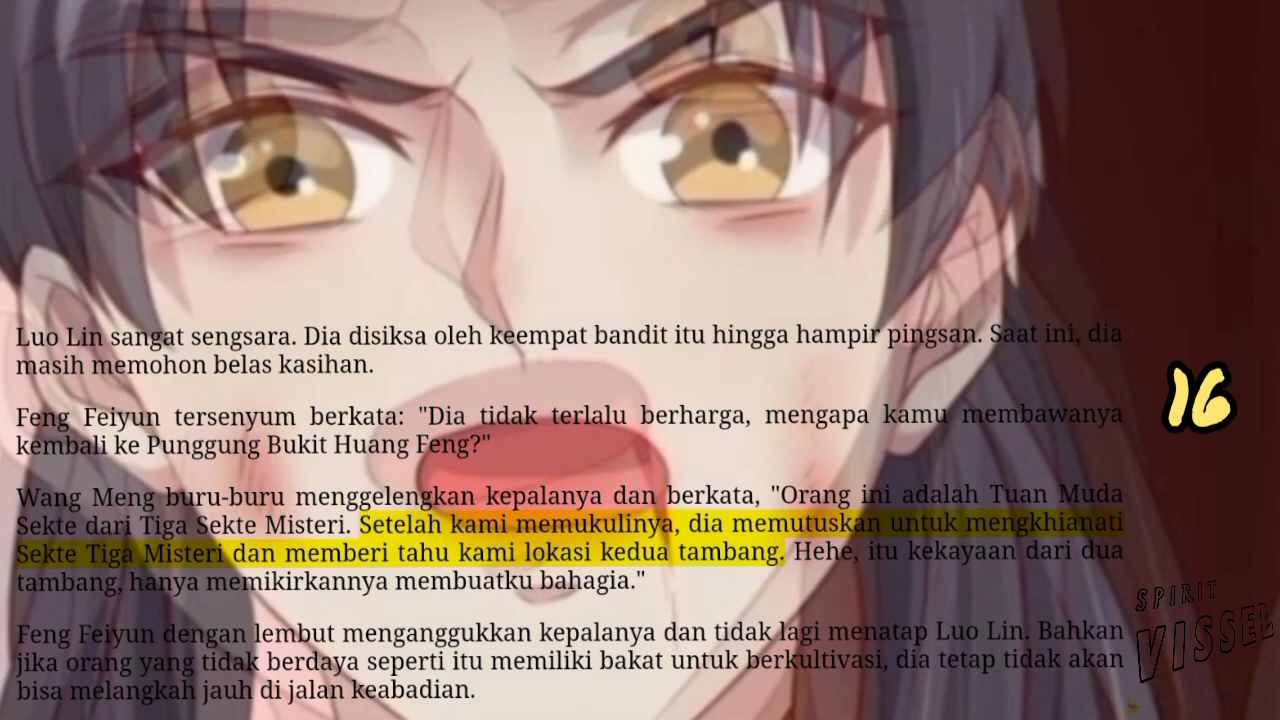 Luo Lin sangat sengsara. Dia disiksa oleh keempat bandit itu hingga hampir pingsan. Saat ini, dia
masih memohon belas kasihan.
Feng Feiyun tersenyum berkata: "Dia tidak terlalu berharga, mengapa kamu membawanya
kembali ke Punggung Bukit Huang Feng?"
Wang Meng buru-buru menggelengkan kepalanya dan berkata, "Orang ini adalah Tuan Muda
Sekte dari Tiga Sekte Misteri. Setelah kami memukulinya, dia memutuskan untuk mengkhianati
Sekte Tiga Misteri dan memberi tahu kami lokasi kedua tambang. Hehe, itu kekayaan dari dua
tambang, hanya memikirkannya membuatku bahagia."
Feng Feiyun dengan lembut menganggukkan kepalanya dan tidak lagi menatap Luo Lin. Bahkan
jika orang yang tidak berdaya seperti itu memiliki bakat untuk berkultivasi, dia tetap tidak akan
bisa melangkah jauh di jalan keabadian.
16
SPIRIT
VISSEL